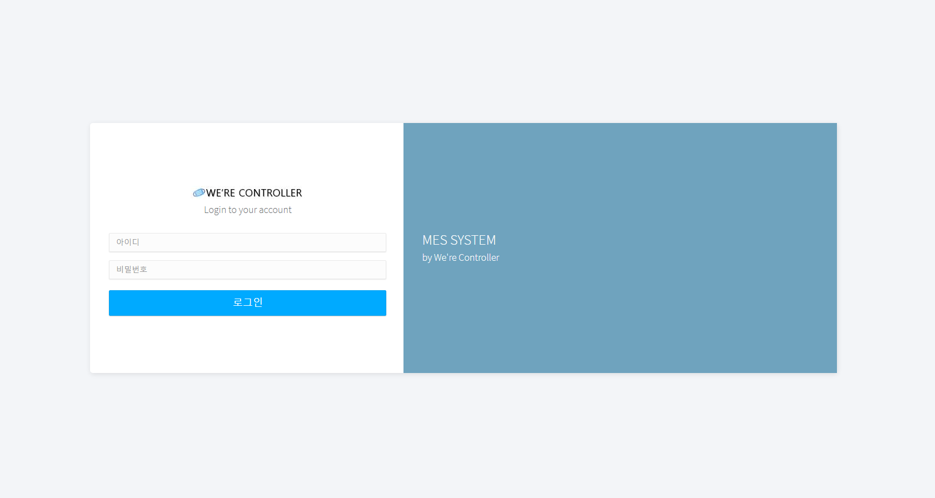 WE'RE CONTROLLER
Login to your account
아이디
비밀번호
로그인
MES SYSTEM
by We're Controller